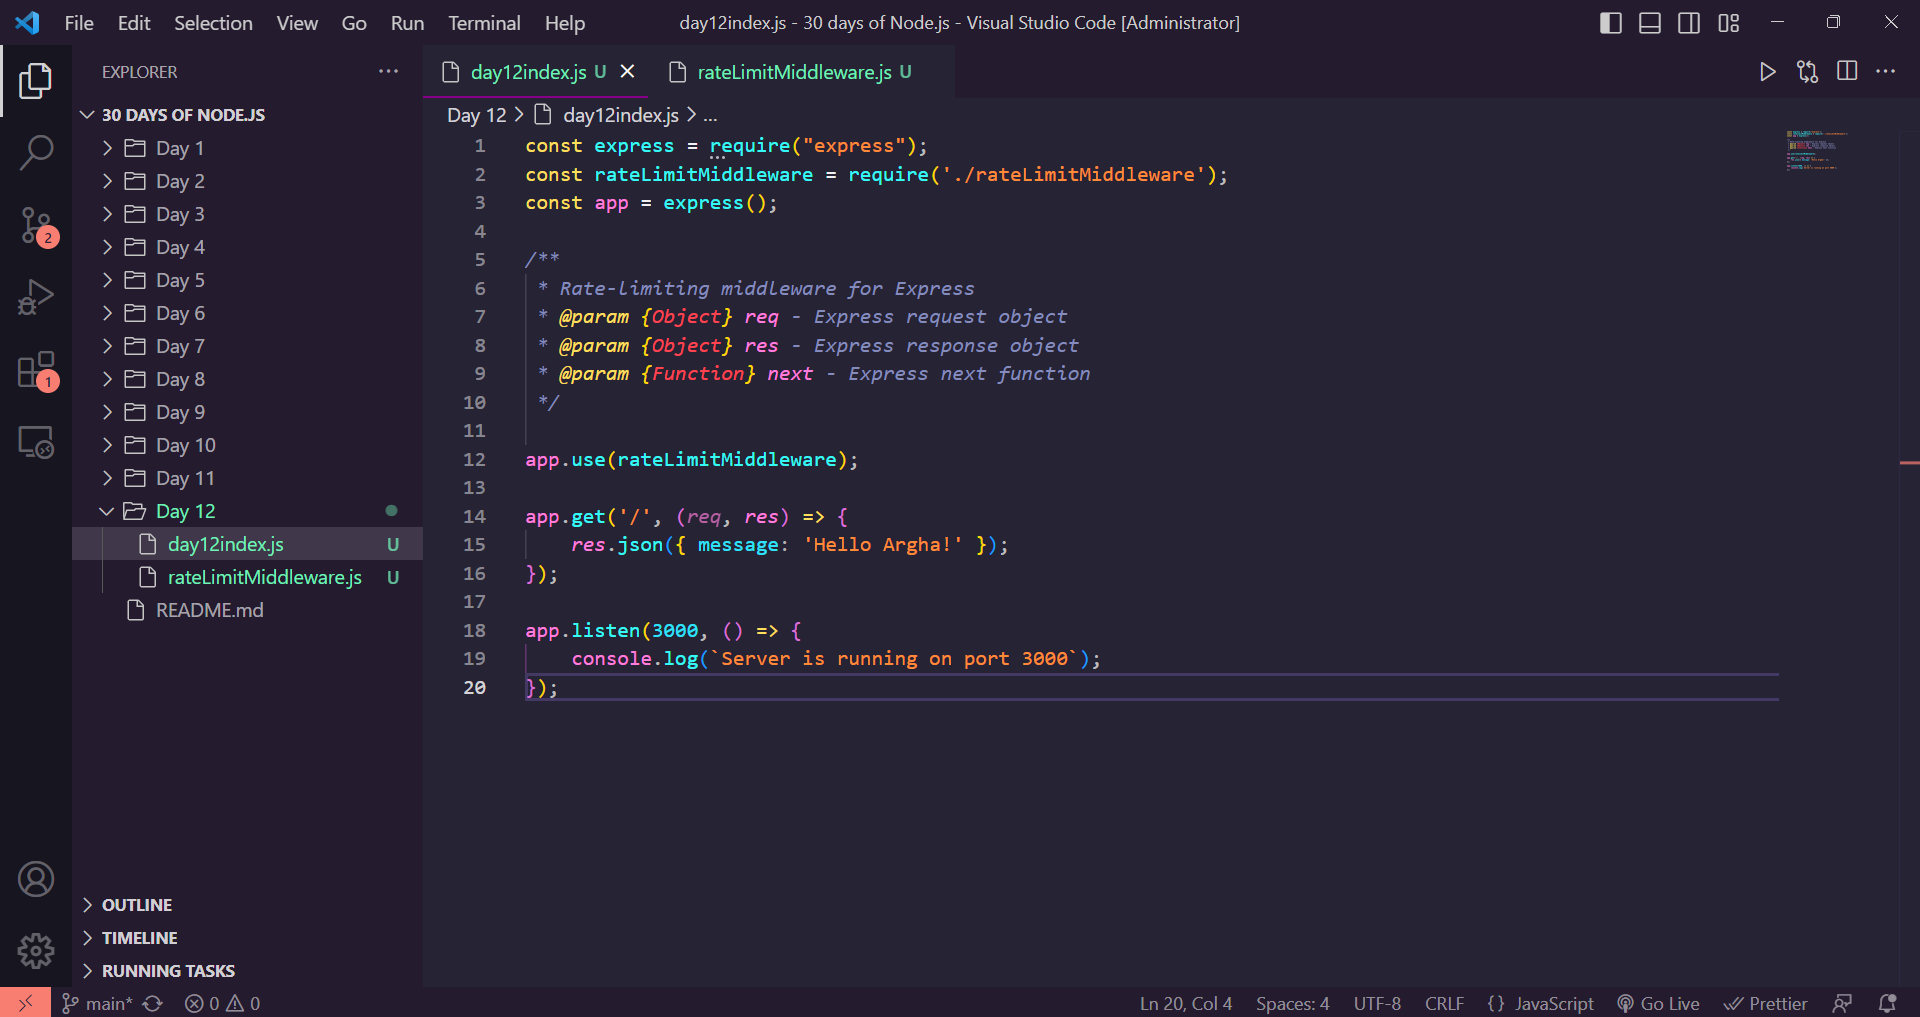 File Edit Selection View Go Run Terminal Help day12index.js - 30 days of Node.js - Visual Studio Code [Administrator]
EXPLORER
30 DAYS OF NODE.JS
Day 1
Day 2
Day 3
Day 4
Day 5
Day 6
Day 7
Day 8
Day 9
Day 10
Day 11
Day 12
day12index.js U
rateLimitMiddleware.js U
README.md
OUTLINE
TIMELINE
RUNNING TASKS
2
1
day12index.js U rateLimitMiddleware.js U
Day 12 > day12index.js > ...
1 const express = require("express");
2 const rateLimitMiddleware = require('./rateLimitMiddleware');
3 const app = express();
4
5 /**
6 * Rate-limiting middleware for Express
7 * @param {Object} req - Express request object
8 * @param {Object} res - Express response object
9 * @param {Function} next - Express next function
10 */
11
12 app.use(rateLimitMiddleware);
13
14 app.get('/', (req, res) => {
15 res.json({ message: 'Hello Argha!' });
16 });
17
18 app.listen(3000, () => {
19 console.log(`Server is running on port 3000`);
20 });
main* 0 0 Ln 20, Col 4 Spaces: 4 UTF-8 CRLF {} JavaScript Go Live Prettier